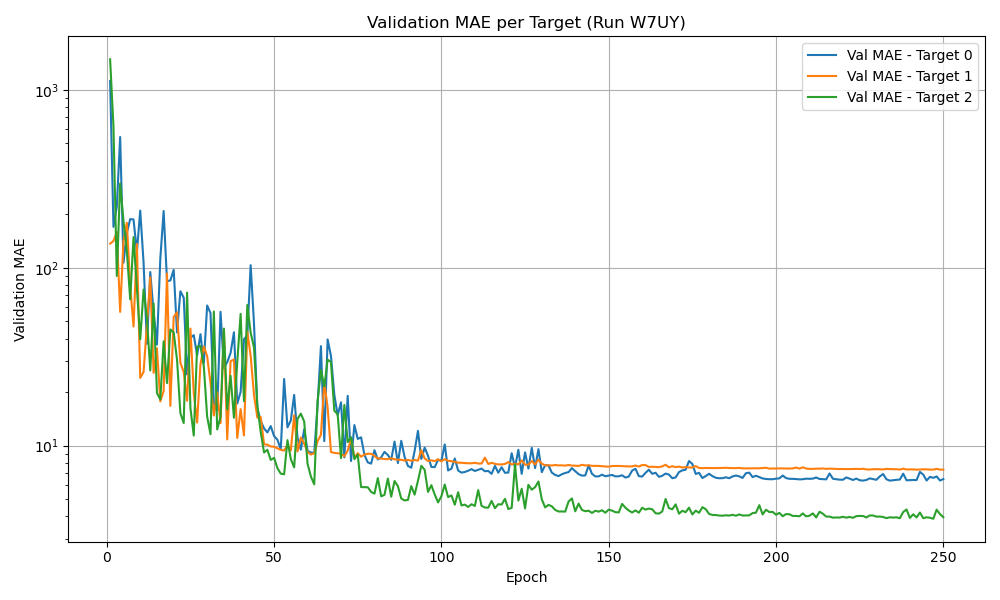 Validation MAE per Target (Run W7UY)
Val MAE - Target 0
Val MAE - Target 1
Val MAE - Target 2
Validation MAE
10³
10²
10¹
0 50 100 150 200 250
Epoch